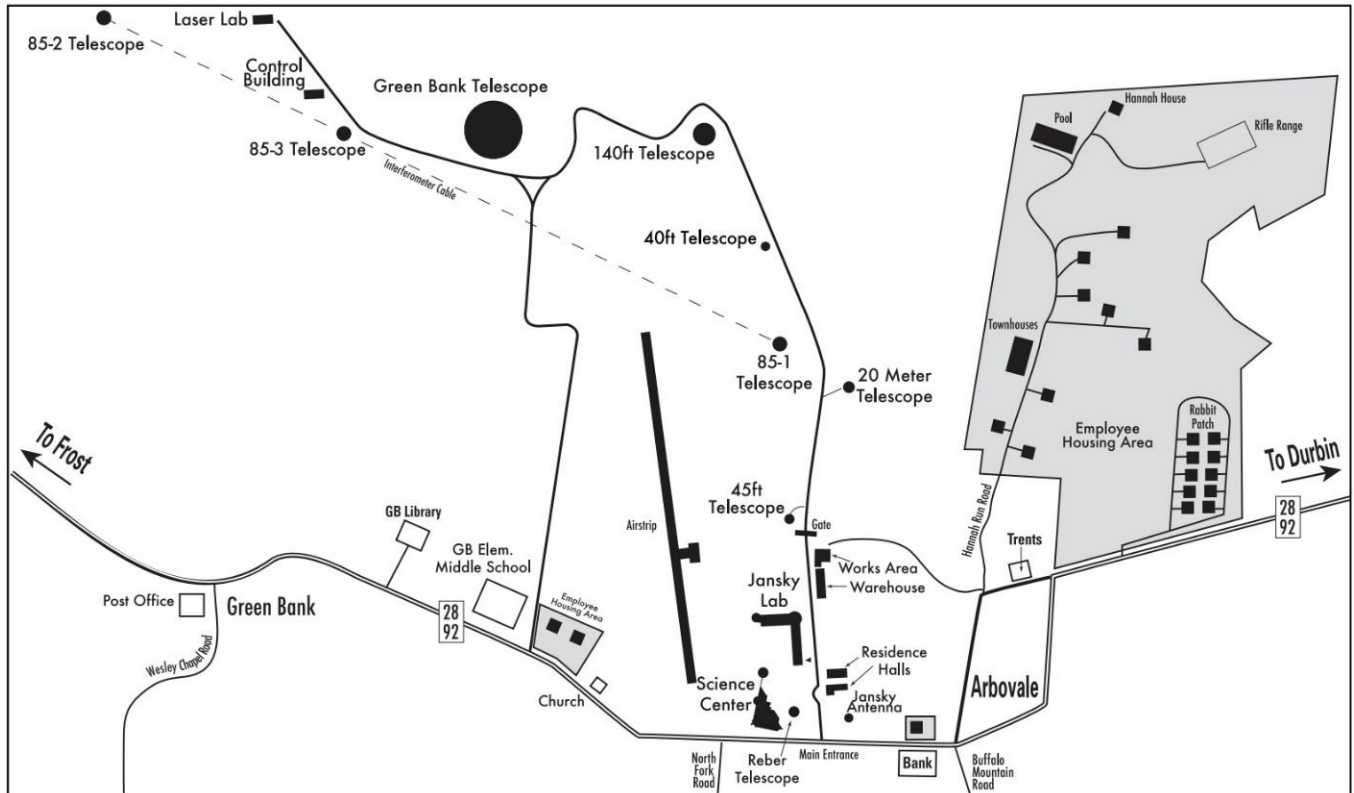 Laser Lab
85-2 Telescope
Control
Building
Green Bank Telescope
85-3 Telescope
Interferometer Cable
140ft Telescope
40ft Telescope
85-1
Telescope
20 Meter
Telescope
Hannah House
Pool
Rifle Range
Townhouses
Employee
Housing Area
Rabbit
Patch
To Frost
To Durbin
28
92
GB Library
GB Elem.
Middle School
Airstrip
45ft
Telescope
Gate
Hannah Run Road
Trents
Works Area
Warehouse
Jansky
Lab
Post Office
Green Bank
28
92
Employee
Housing Area
Wesley Chapel Road
Church
Science
Center
Residence
Halls
Jansky
Antenna
Arbovale
North
Fork
Road
Reber
Telescope
Main Entrance
Bank
Buffalo
Mountain
Road